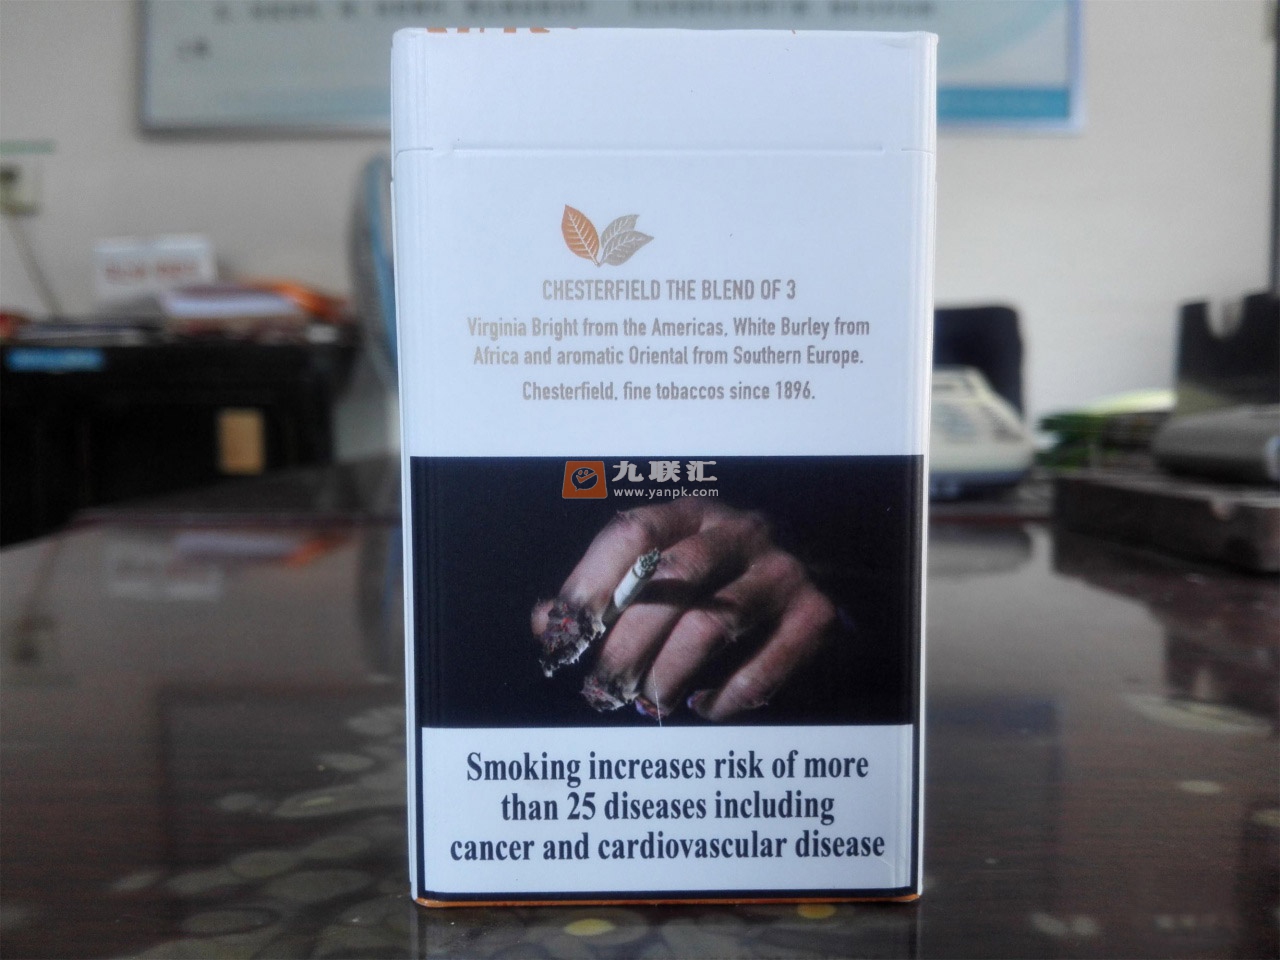 CHESTERFIELD THE BLEND OF 3
Virginia Bright from the Americas, White Burley from
Africa and aromatic Oriental from Southern Europe.
Chesterfield, fine tobaccos since 1896.
九联汇
www.yanpk.com
Smoking increases risk of more
than 25 diseases including
cancer and cardiovascular disease